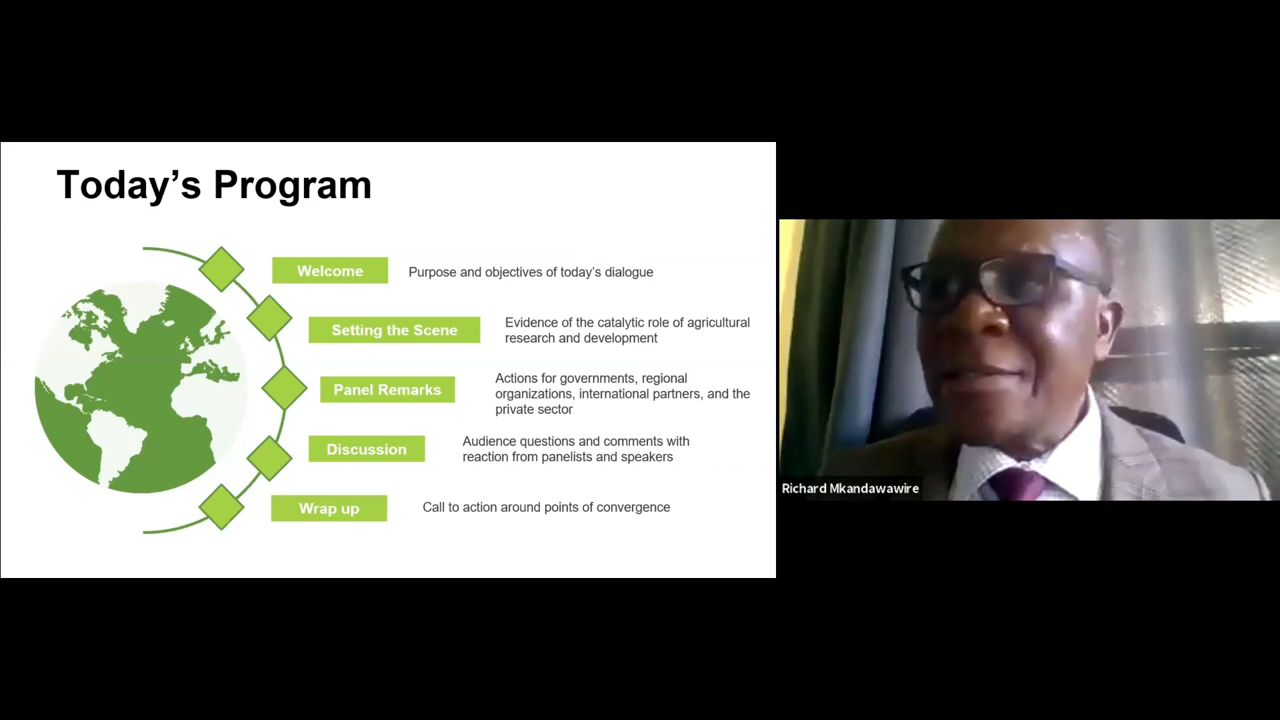 Today’s Program
Welcome
Purpose and objectives of today’s dialogue
Setting the Scene
Evidence of the catalytic role of agricultural
research and development
Panel Remarks
Actions for governments, regional
organizations, international partners, and the
private sector
Discussion
Audience questions and comments with
reaction from panelists and speakers
Wrap up
Call to action around points of convergence
Richard Mkandawawire